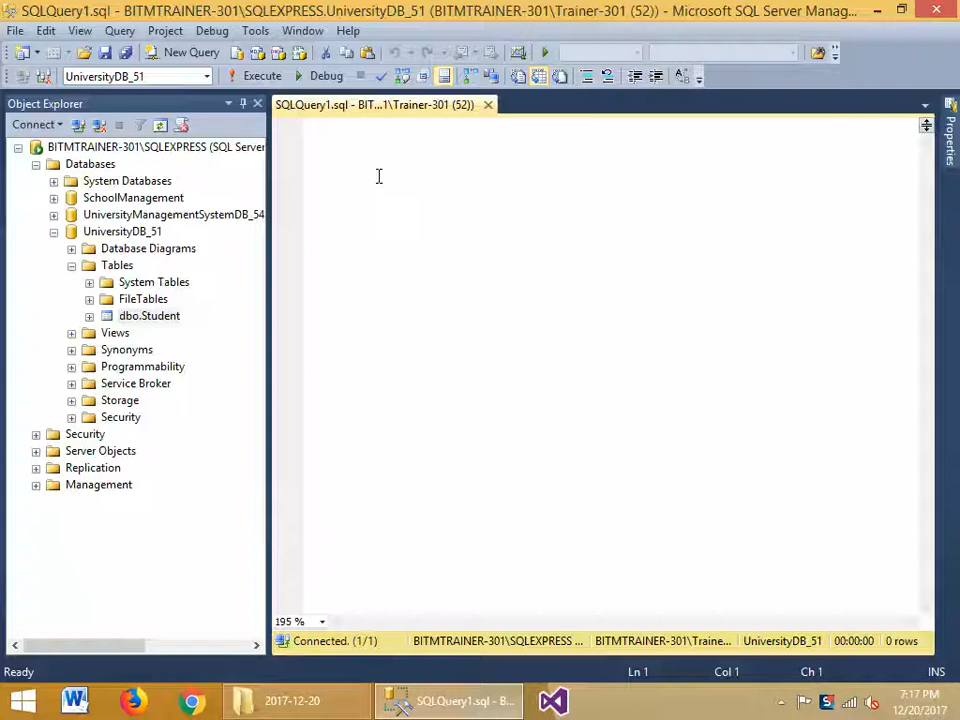 SQLQuery1.sql - BITMTRAINER-301\SQLEXPRESS.UniversityDB_51 (BITMTRAINER-301\Trainer-301 (52)) - Microsoft SQL Server Manag...
File Edit View Query Project Debug Tools Window Help
New Query
UniversityDB_51 Execute Debug
Object Explorer
SQLQuery1.sql - BIT...1\Trainer-301 (52))
Connect
BITMTRAINER-301\SQLEXPRESS (SQL Server
Databases
System Databases
SchoolManagement
UniversityManagementSystemDB_54
UniversityDB_51
Database Diagrams
Tables
System Tables
FileTables
dbo.Student
Views
Synonyms
Programmability
Service Broker
Storage
Security
Security
Server Objects
Replication
Management
Properties
195 %
Connected. (1/1) BITMTRAINER-301\SQLEXPRESS ... BITMTRAINER-301\Traine... UniversityDB_51 00:00:00 0 rows
Ready Ln 1 Col 1 Ch 1 INS
2017-12-20 SQLQuery1.sql - B...
7:17 PM
12/20/2017